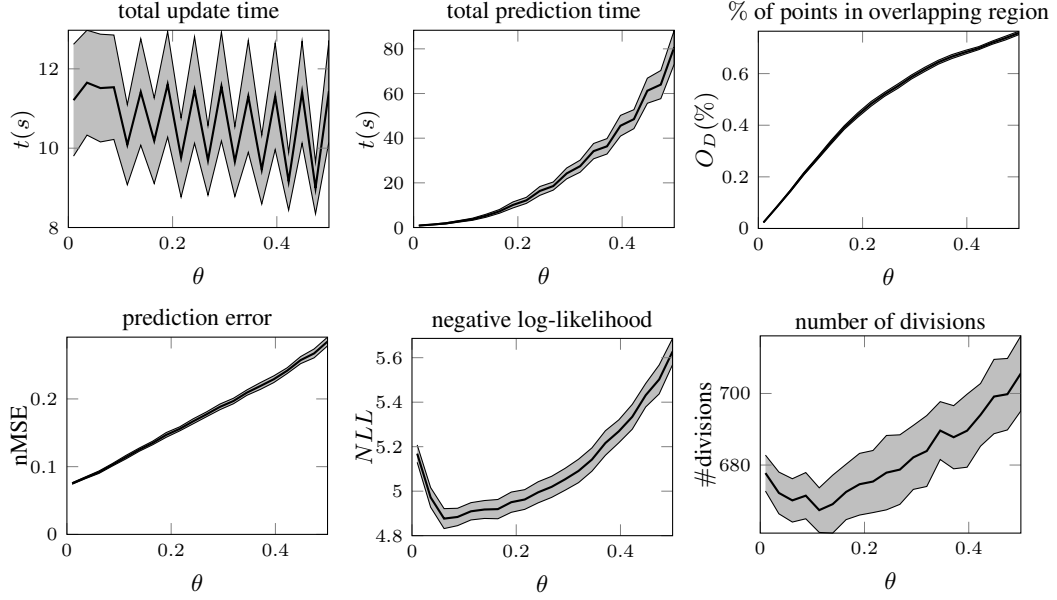 total update time
12
10
8
t(s)
0
0.2
0.4
θ
total prediction time
80
60
40
20
0
t(s)
0
0.2
0.4
θ
% of points in overlapping region
0.6
0.4
0.2
0
O_D(%)
0
0.2
0.4
θ
prediction error
0.2
0.1
0
nMSE
0
0.2
0.4
θ
negative log-likelihood
5.6
5.4
5.2
5
4.8
NLL
0
0.2
0.4
θ
number of divisions
700
680
#divisions
0
0.2
0.4
θ